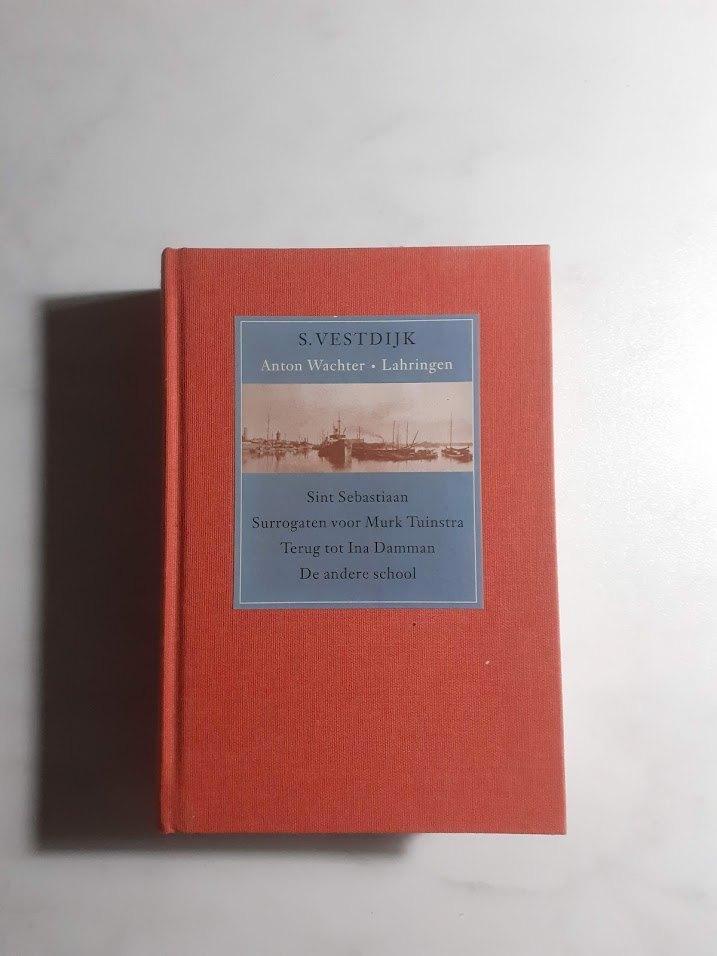 S. VESTDIJK
Anton Wachter • Lahringen
Sint Sebastiaan
Surrogaten voor Murk Tuinstra
Terug tot Ina Damman
De andere school